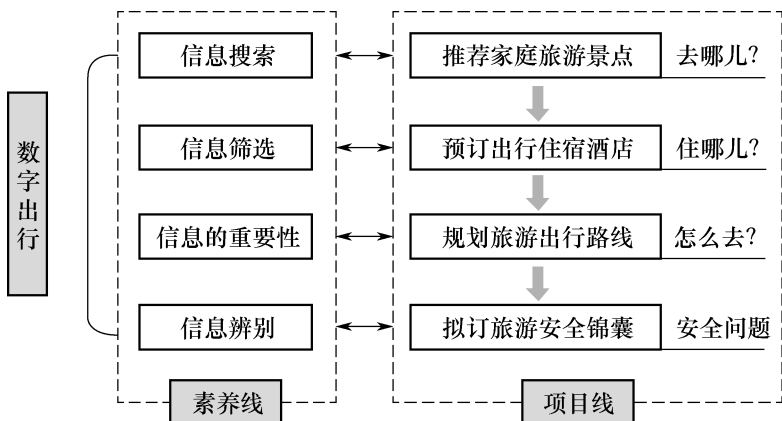 数字出行
信息搜索
推荐家庭旅游景点
去哪儿?
信息筛选
预订出行住宿酒店
住哪儿?
信息的重要性
规划旅游出行路线
怎么去?
信息辨别
拟订旅游安全锦囊
安全问题
素养线
项目线